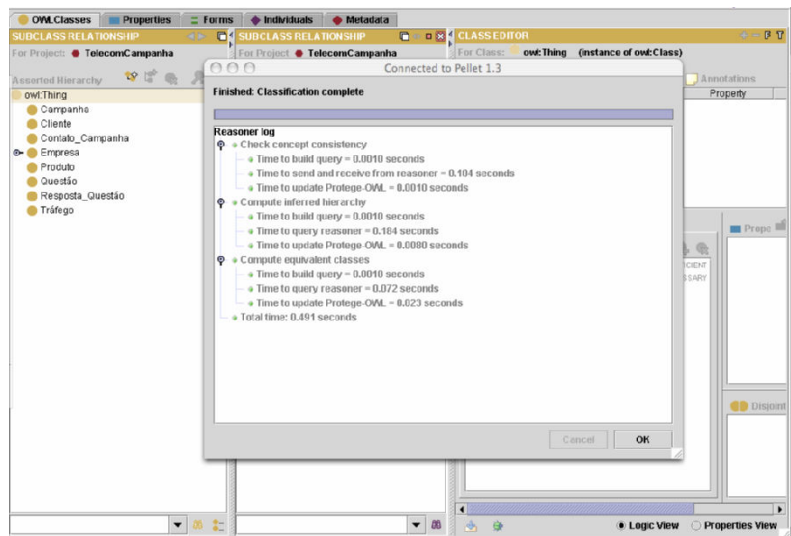 OWLClasses Properties Forms Individuals Metadata
SUBCLASS RELATIONSHIP
For Project: TelecomCampanha
Asserted Hierarchy
owl:Thing
Campanha
Cliente
Contato_Campanha
Empresa
Produto
Questão
Resposta_Questão
Tráfego
SUBCLASS RELATIONSHIP
For Project TelecomCampanha
CLASS EDITOR
For Class: owl:Thing (instance of owl:Class)
Annotations
Property
Connected to Pellet 1.3
Finished: Classification complete
Reasoner log
Check concept consistency
Time to build query = 0.0010 seconds
Time to send and receive from reasoner = 0.104 seconds
Time to update Protege-OWL = 0.0010 seconds
Compute inferred hierarchy
Time to build query = 0.0010 seconds
Time to query reasoner = 0.184 seconds
Time to update Protege-OWL = 0.0080 seconds
Compute equivalent classes
Time to build query = 0.0010 seconds
Time to query reasoner = 0.072 seconds
Time to update Protege-OWL = 0.023 seconds
Total time: 0.491 seconds
Cancel OK
Prope
CIENT
SSARY
Disjoint
Logic View Properties View